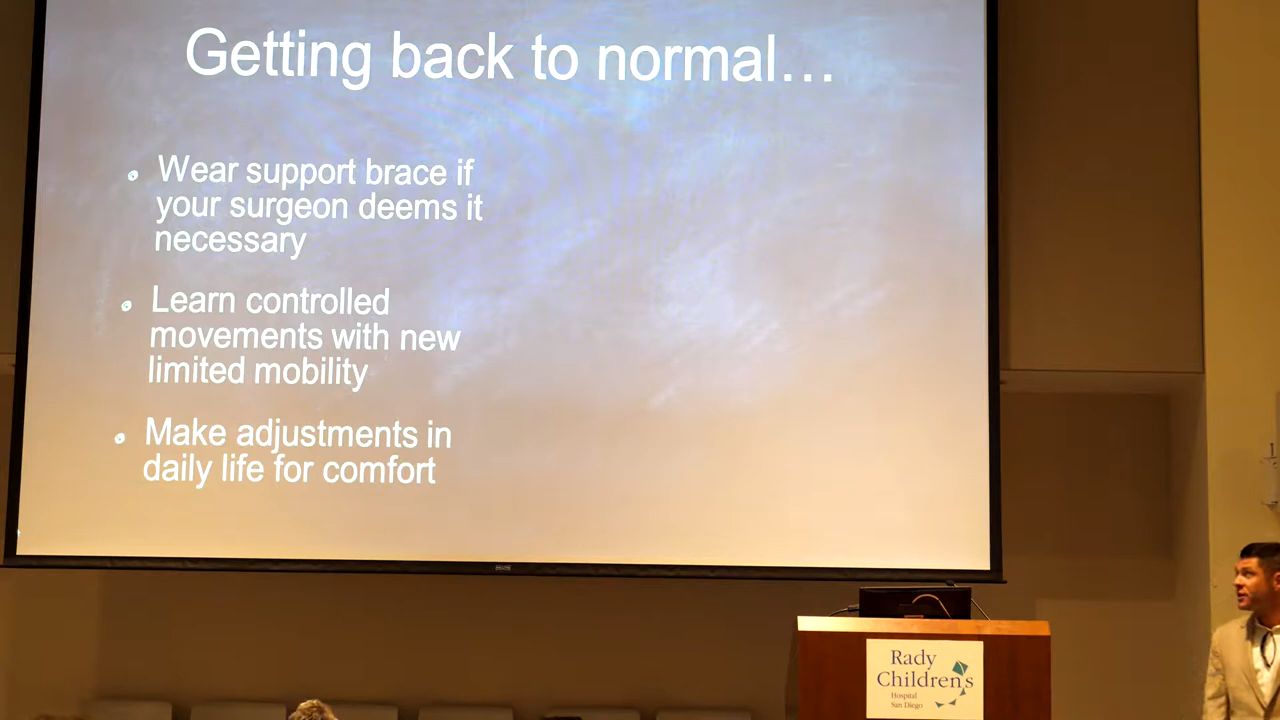 Getting back to normal…
• Wear support brace if
your surgeon deems it
necessary
• Learn controlled
movements with new
limited mobility
• Make adjustments in
daily life for comfort
Rady
Children's
Hospital
San Diego